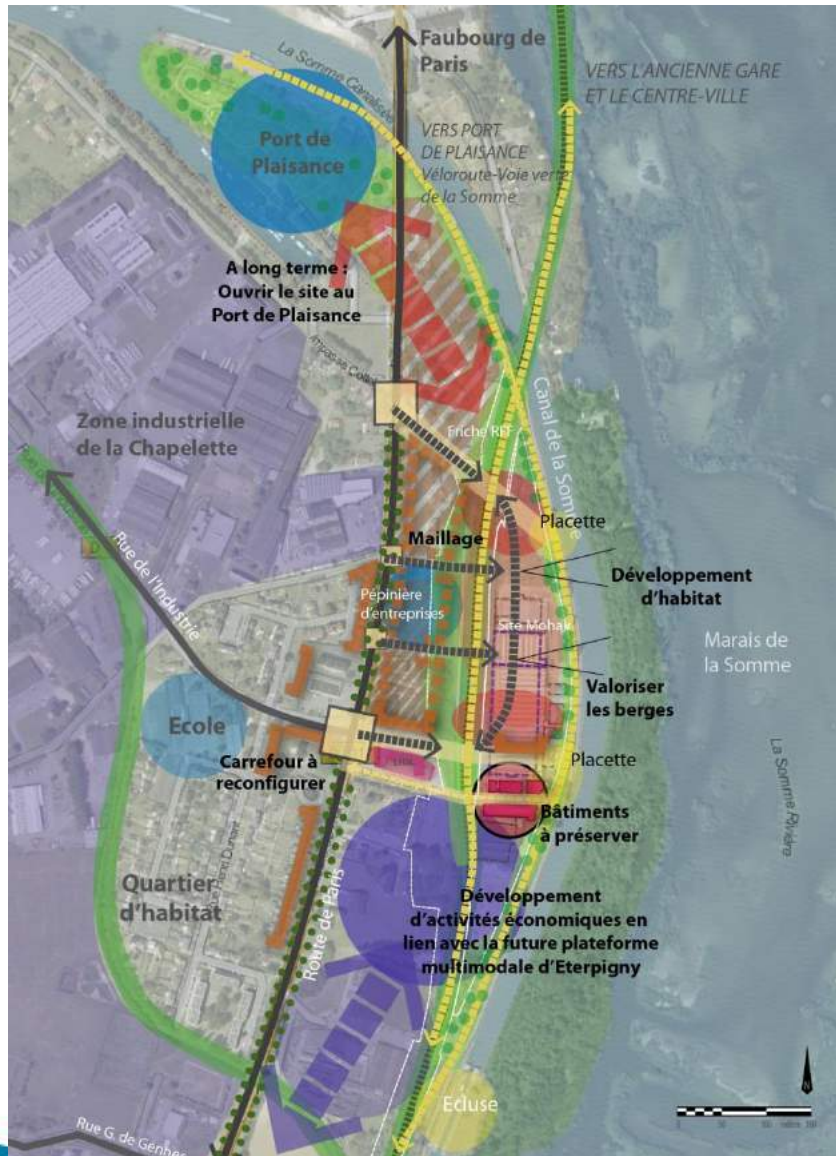 Faubourg de
Paris
La Somme Canalisée
VERS L'ANCIENNE GARE
ET LE CENTRE-VILLE
VERS PORT
DE PLAISANCE
Véloroute-Voie verte
de la Somme
Port de
Plaisance
A long terme :
Ouvrir le site au
Port de Plaisance
Zone industrielle
de la Chapelette
Friche RFF
Canal de la Somme
Placette
Maillage
Développement
d'habitat
Rue de l'Industrie
Pépinière
d'entreprises
Marais de
la Somme
Valoriser
les berges
Ecole
Carrefour à
reconfigurer
Placette
La Somme Rivière
Bâtiments
à préserver
Quartier
d'habitat
Route de Paris
Développement
d'activités économiques en
lien avec la future plateforme
multimodale d'Eterpigny
Ecluse
N